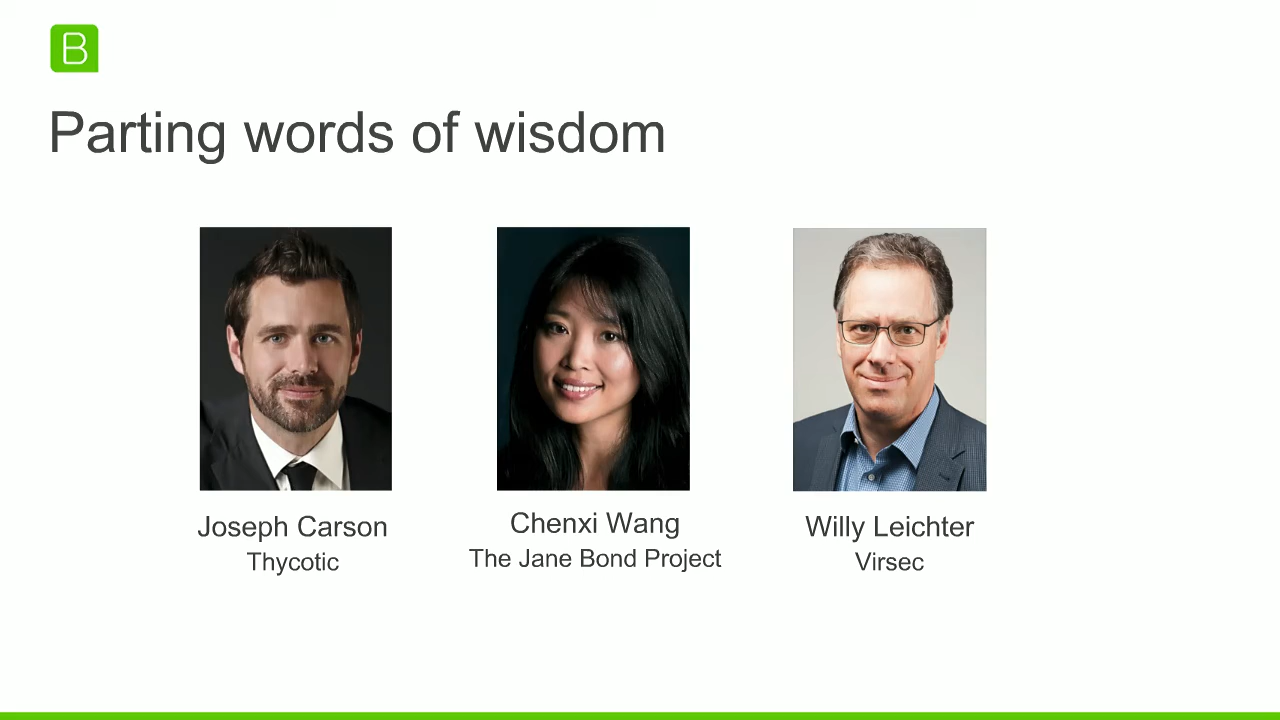 B
Parting words of wisdom
Joseph Carson
Thycotic
Chenxi Wang
The Jane Bond Project
Willy Leichter
Virsec